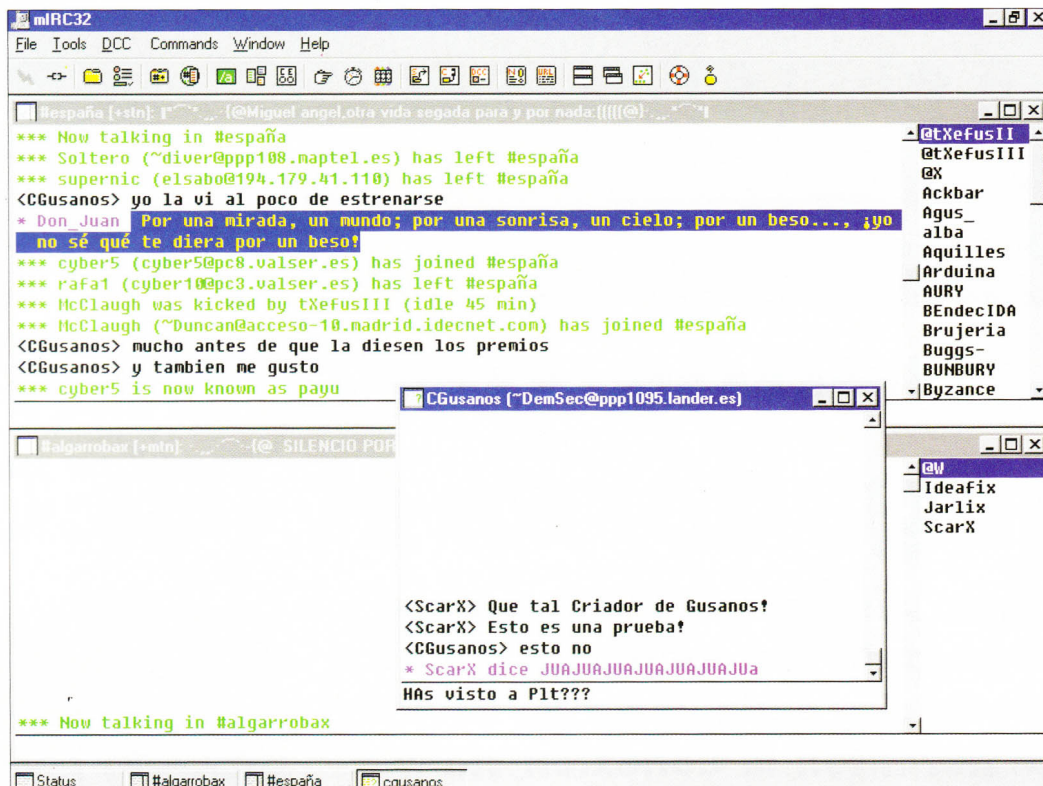 mIRC32
File Tools DCC Commands Window Help
#españa [+stn]: {@Miguel angel,otra vida segada para y por nada:{{{{{@}
*** Now talking in #españa
*** Soltero (~diver@ppp108.maptel.es) has left #españa
*** supernic (elsabo@194.179.41.110) has left #españa
<CGusanos> yo la vi al poco de estrenarse
* Don_Juan Por una mirada, un mundo; por una sonrisa, un cielo; por un beso..., ¡yo
no sé qué te diera por un beso!
*** cyber5 (cyber5@pc8.valser.es) has joined #españa
*** rafa1 (cyber10@pc3.valser.es) has left #españa
*** McClaugh was kicked by tXefusIII (idle 45 min)
*** McClaugh (~Duncan@acceso-10.madrid.idecnet.com) has joined #españa
<CGusanos> mucho antes de que la diesen los premios
<CGusanos> y tambien me gusto
*** cyber5 is now known as payu
@tXefusII
@tXefusIII
@X
Ackbar
Agus_
alba
Aquilles
Arduina
AURY
BEndecIDA
Brujeria
Buggs-
BUNBURY
Byzance
CGusanos (~DemSec@ppp1095.lander.es)
<ScarX> Que tal Criador de Gusanos!
<ScarX> Esto es una prueba!
<CGusanos> esto no
* ScarX dice JUAJUAJUAJUAJUAJUAJUa
HAs visto a Plt???
#algarrobax [+mtn]: -{@ SILENCIO POR
*** Now talking in #algarrobax
@W
Ideafix
Jarlix
ScarX
Status #algarrobax #españa cgusanos